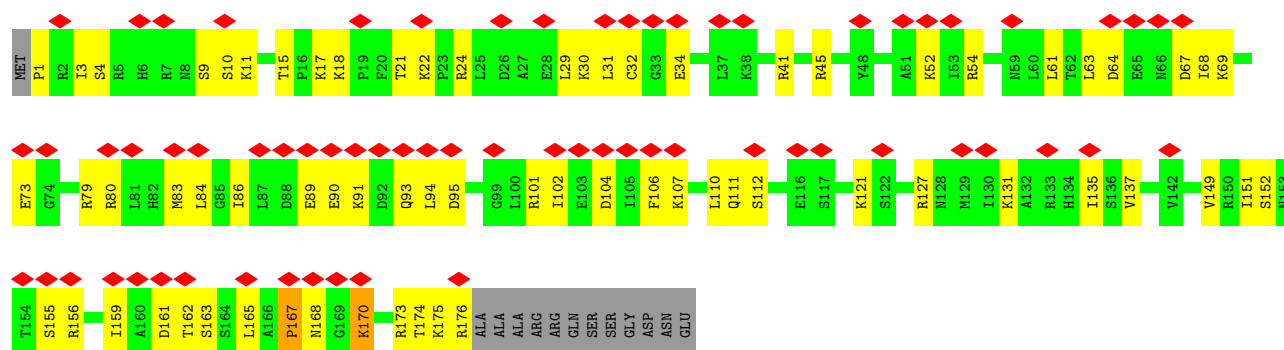 MET P1 R2 I3 S4 R5 H6 R7 N8 S9 S10 K11 T15 P16 K17 K18 P19 F20 T21 K22 P23 R24 L25 D26 A27 E28 L29 K30 L31 C32 G33 E34 L37 K38 R41 R45 Y48 A51 K52 I53 R54 N59 L60 L61 T62 L63 D64 E65 N66 D67 I68 K69
E73 G74 R79 R80 L81 H82 M83 L84 G85 I86 L87 D88 E89 E90 K91 D92 Q93 L94 D95 G99 L100 R101 I102 E103 D104 I105 F106 K107 L110 Q111 S112 E116 S117 K121 S122 R127 N128 M129 I130 K131 A132 R133 H134 I135 S136 V137 V142 V149 R150 I151 S152 N153
T154 S155 R156 I159 A160 D161 T162 S163 S164 L165 A166 P167 N168 G169 K170 R173 T174 K175 R176 ALA ALA ALA ARG ARG GLN SER SER GLY ASP ASN GLU